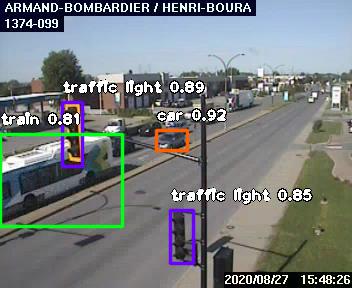 ARMAND-BOMBARDIER / HENRI-BOURA
1374-099
traffic light 0.89
train 0.81
car 0.92
traffic light 0.85
2020/08/27 15:48:26